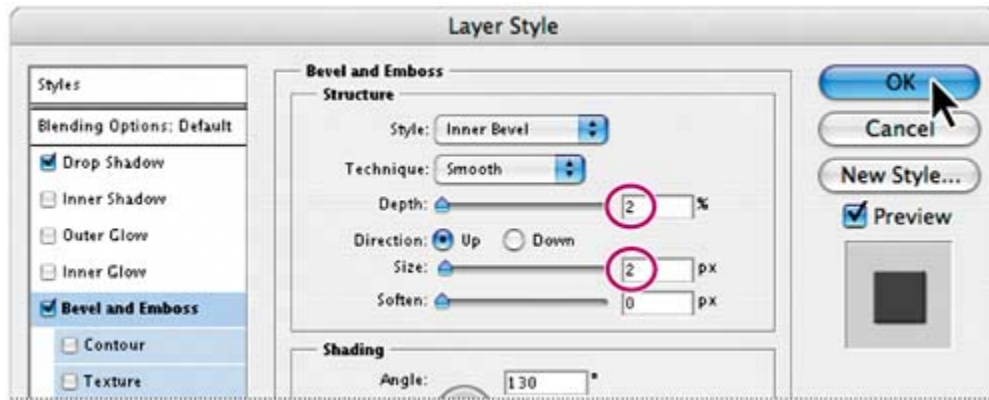 Layer Style
Styles
Blending Options: Default
Drop Shadow
Inner Shadow
Outer Glow
Inner Glow
Bevel and Emboss
Contour
Texture
Bevel and Emboss
Structure
Style: Inner Bevel
Technique: Smooth
Depth: 2 %
Direction: Up Down
Size: 2 px
Soften: 0 px
Shading
Angle: 130 °
OK
Cancel
New Style...
Preview